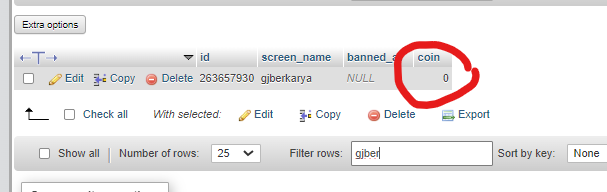 Extra options
←T→ id screen_name banned_a coin
Edit Copy Delete 263657930 gjberkarya NULL 0
Check all With selected: Edit Copy Delete Export
Show all Number of rows: 25 Filter rows: gjber Sort by key: None